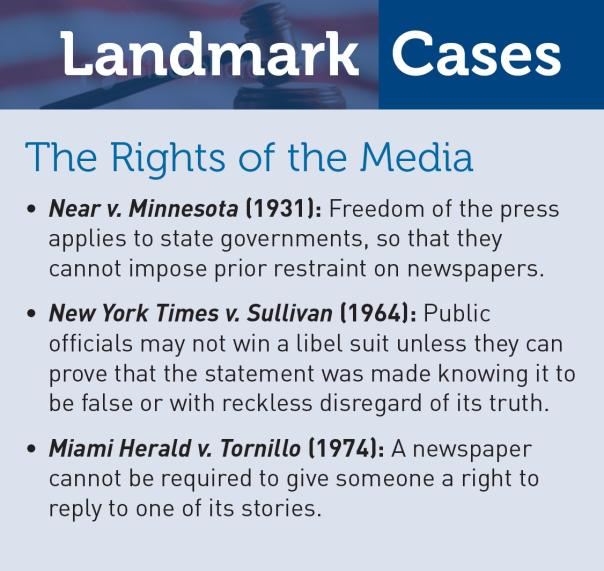 Landmark Cases
The Rights of the Media
• Near v. Minnesota (1931): Freedom of the press
applies to state governments, so that they
cannot impose prior restraint on newspapers.
• New York Times v. Sullivan (1964): Public
officials may not win a libel suit unless they can
prove that the statement was made knowing it to
be false or with reckless disregard of its truth.
• Miami Herald v. Tornillo (1974): A newspaper
cannot be required to give someone a right to
reply to one of its stories.